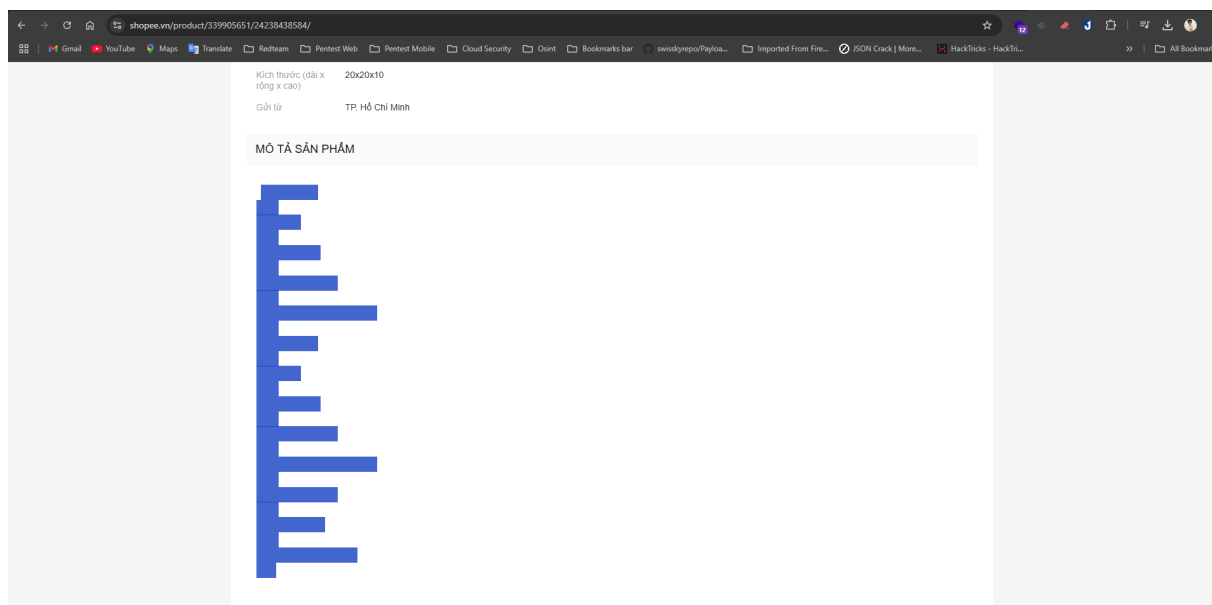 shopee.vn/product/339905651/24238438584/
12
Gmail YouTube Maps Translate Redteam Pentest Web Pentest Mobile Cloud Security Osint Bookmarks bar swisskyrepo/Payloa... Imported From Fire... JSON Crack | More... HackTricks - HackTri... » All Bookmar
Kích thước (dài x rộng x cao) 20x20x10
Gửi từ TP. Hồ Chí Minh
MÔ TẢ SẢN PHẨM